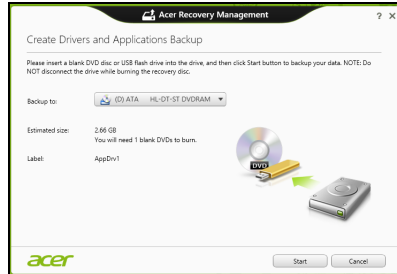 Acer Recovery Management
? ×
Create Drivers and Applications Backup
Please insert a blank DVD disc or USB flash drive into the drive, and then click Start button to backup your data. NOTE: Do
NOT disconnect the drive while burning the recovery disc.
Backup to: (D) ATA HL-DT-ST DVDRAM
Estimated size: 2.66 GB
You will need 1 blank DVDs to burn.
Label: AppDrv1
DVD
acer Start Cancel